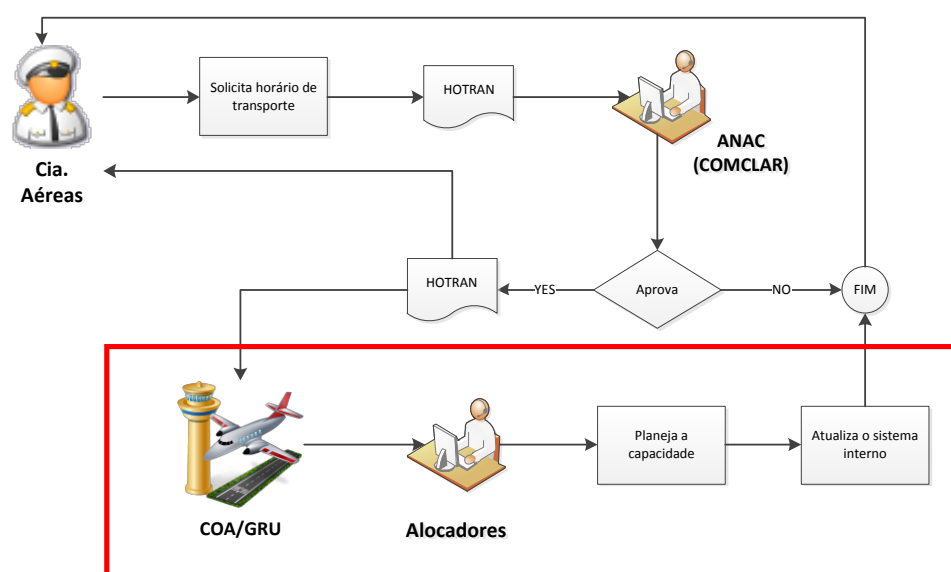 Solicita horário de
transporte
HOTRAN
ANAC
(COMCLAR)
Cia.
Aéreas
HOTRAN
YES
Aprova
NO
FIM
Planeja a
capacidade
Atualiza o sistema
interno
COA/GRU
Alocadores